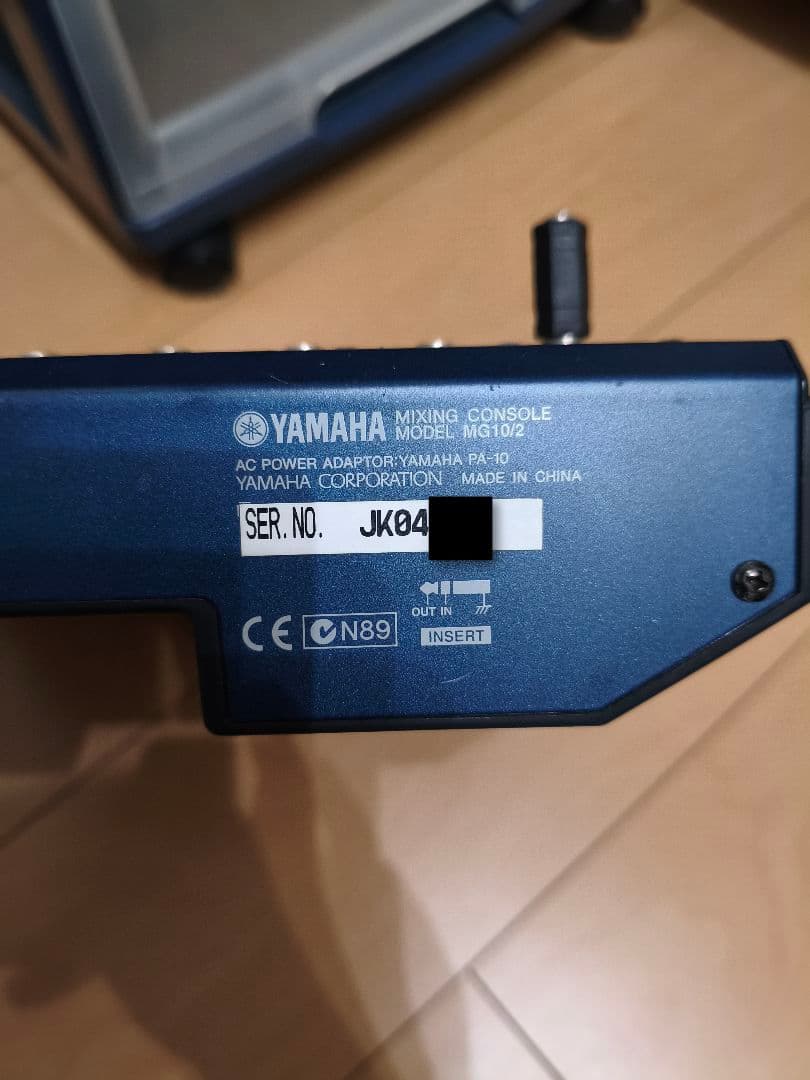 YAMAHA MIXING CONSOLE
MODEL MG10/2
AC POWER ADAPTOR:YAMAHA PA-10
YAMAHA CORPORATION MADE IN CHINA
SER.NO. JK04
OUT IN
CE N89
INSERT